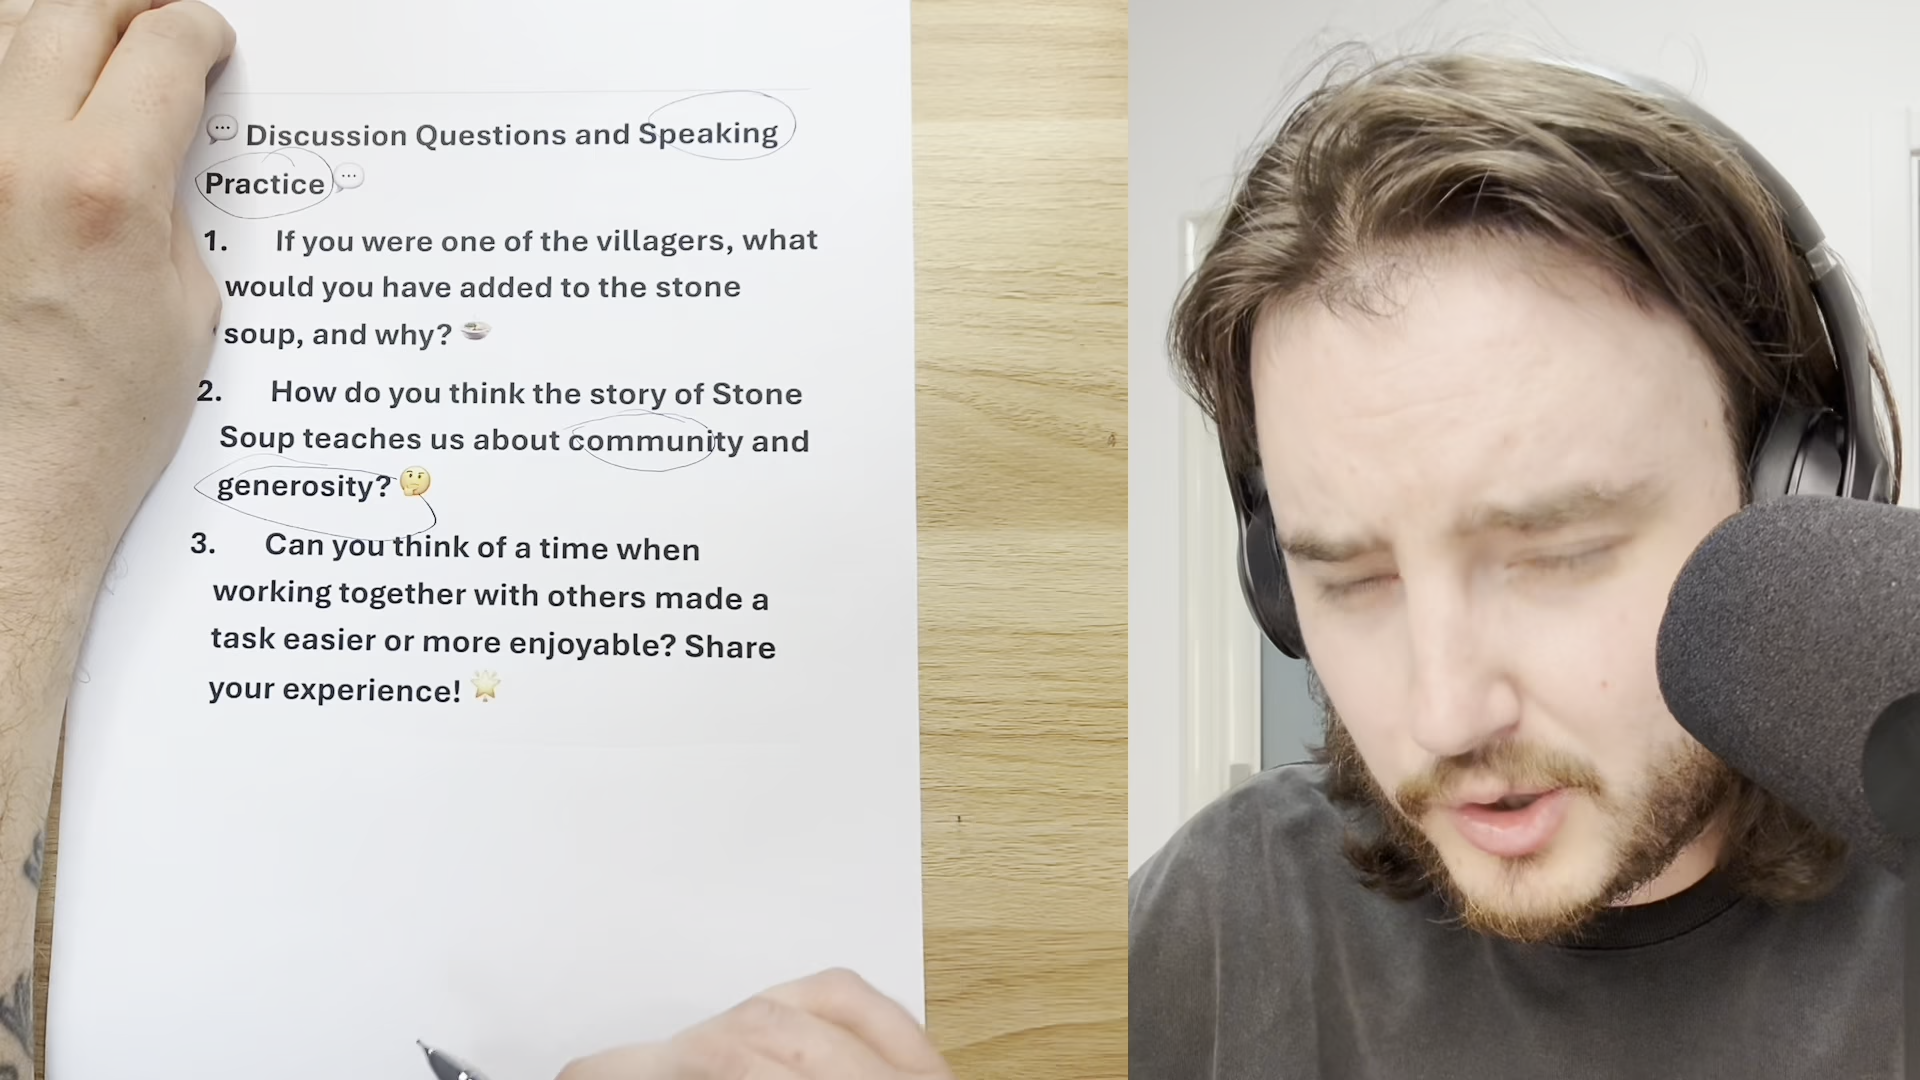 💬 Discussion Questions and Speaking
Practice 💬
1. If you were one of the villagers, what
would you have added to the stone
soup, and why? 🍲
2. How do you think the story of Stone
Soup teaches us about community and
generosity? 🤔
3. Can you think of a time when
working together with others made a
task easier or more enjoyable? Share
your experience! 🌟